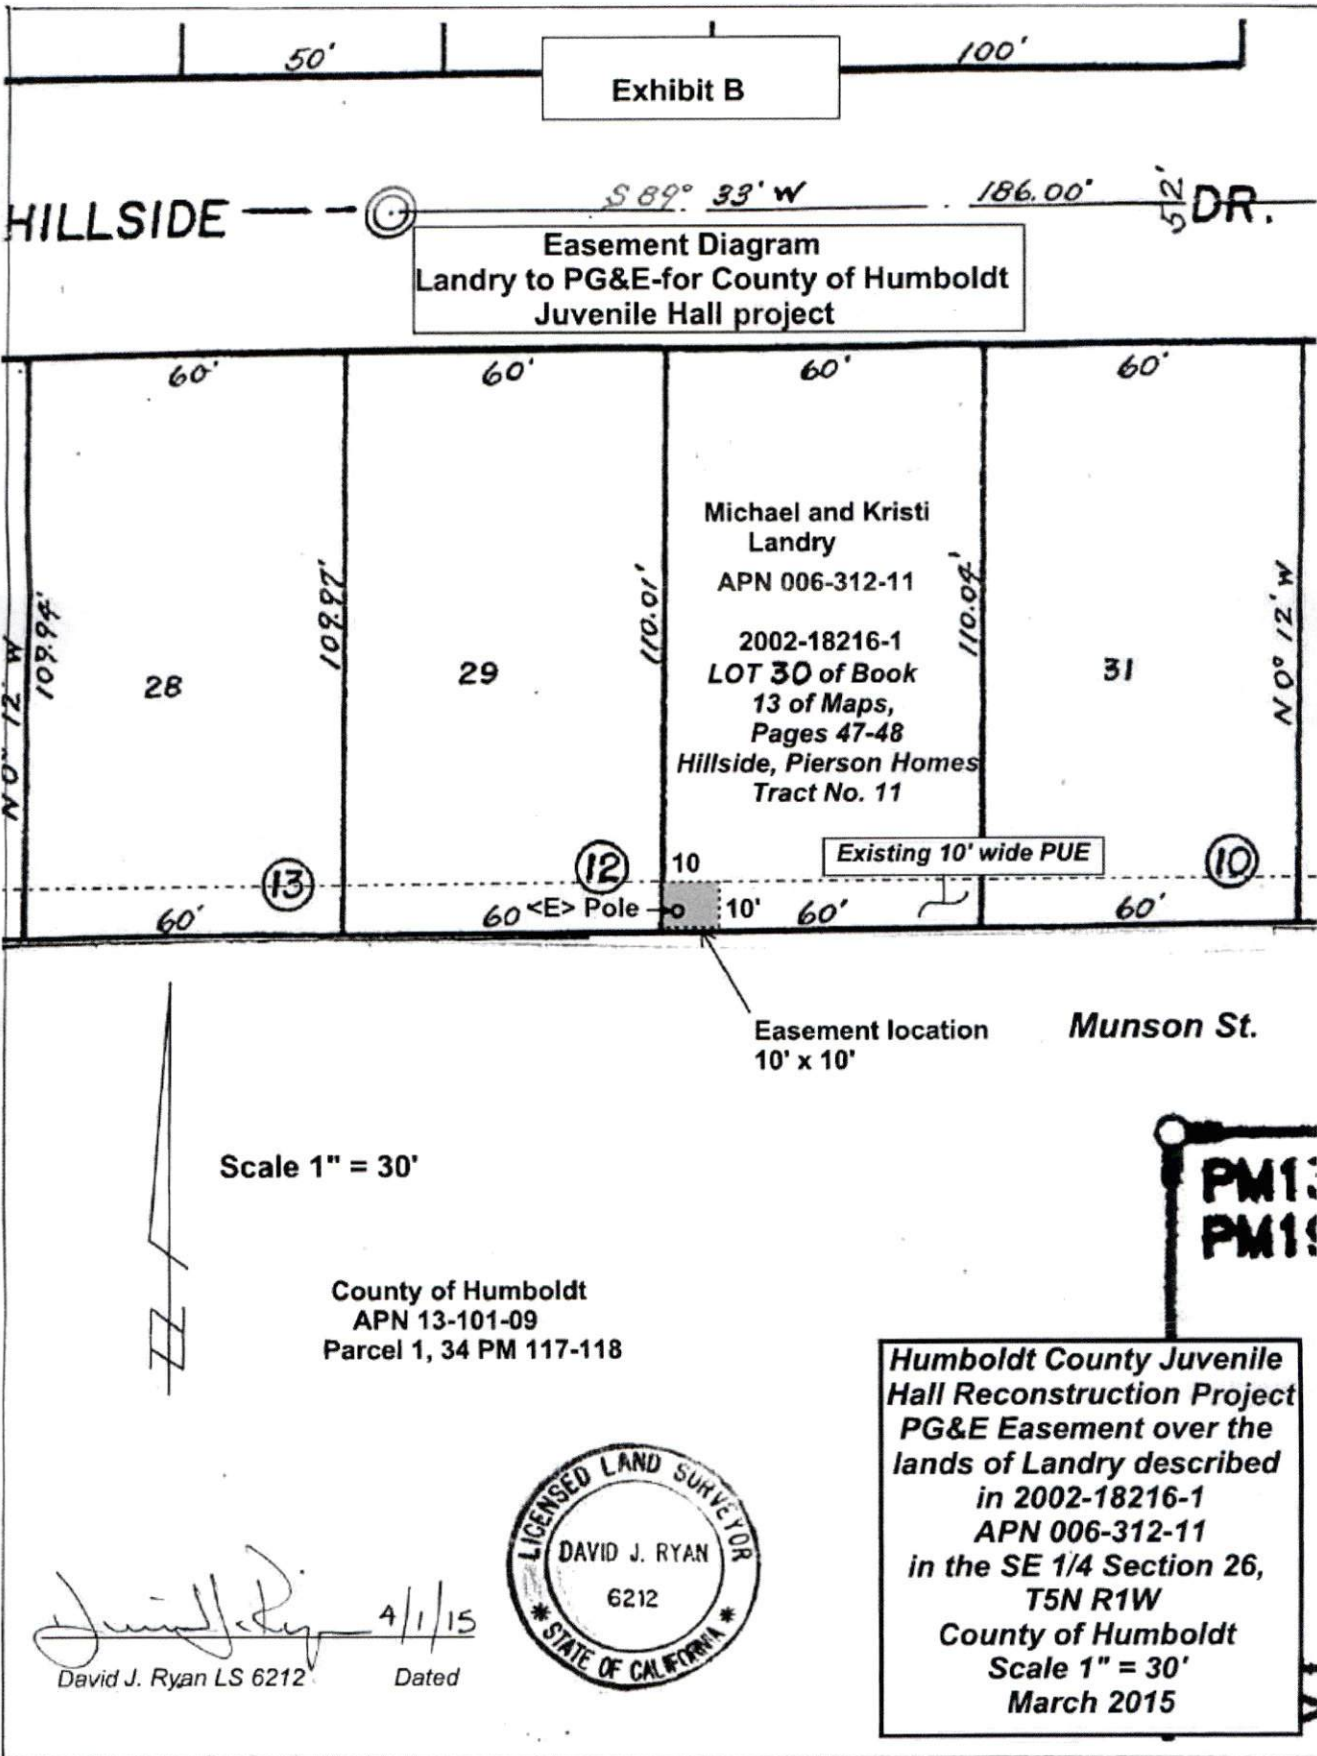 50'
100'
Exhibit B
HILLSIDE
S 89° 33' W
186.00'
52'
DR.
Easement Diagram
Landry to PG&E-for County of Humboldt
Juvenile Hall project
60'
60'
60'
60'
Michael and Kristi
Landry
APN 006-312-11
2002-18216-1
LOT 30 of Book
13 of Maps,
Pages 47-48
Hillside, Pierson Homes
Tract No. 11
N 0° 12' W
109.94'
28
109.97'
29
110.01'
110.04'
31
N 0° 12' W
13
12
10
Existing 10' wide PUE
10
60'
60
<E> Pole
10'
60'
60'
Easement location
10' x 10'
Munson St.
Scale 1" = 30'
N
County of Humboldt
APN 13-101-09
Parcel 1, 34 PM 117-118
PM13
PM19
Humboldt County Juvenile
Hall Reconstruction Project
PG&E Easement over the
lands of Landry described
in 2002-18216-1
APN 006-312-11
in the SE 1/4 Section 26,
T5N R1W
County of Humboldt
Scale 1" = 30'
March 2015
LICENSED LAND SURVEYOR
DAVID J. RYAN
6212
STATE OF CALIFORNIA
David J. Ryan 4/1/15
David J. Ryan LS 6212 Dated